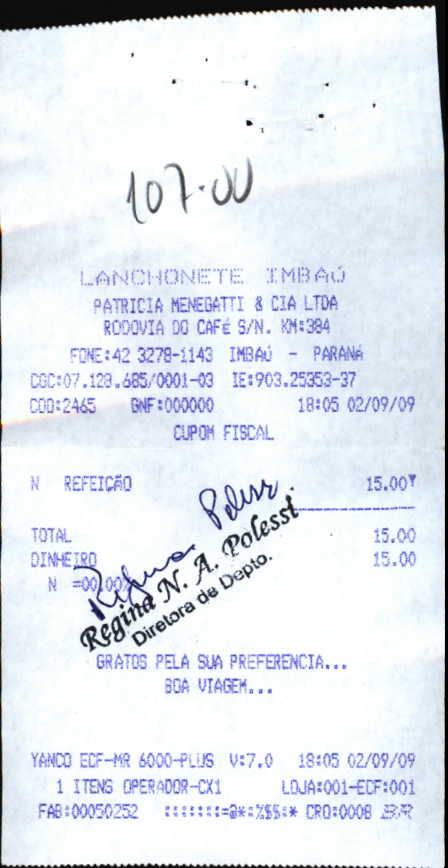 107.00
LANCHONETE IMBAÚ
PATRICIA MENEGATTI & CIA LTDA
RODOVIA DO CAFÉ S/N. KM:384
FONE:42 3278-1143 IMBAÚ - PARANÁ
CGC:07.128.685/0001-03 IE:903.25353-37
COO:2465 GNF:000000 18:05 02/09/09
CUPOM FISCAL
N REFEIÇÃO 15.00
TOTAL 15.00
DINHEIRO 15.00
N =00,00%
Regina N. A. Polessi
Diretora de Depto.
GRATOS PELA SUA PREFERENCIA...
BOA VIAGEM...
YANCO ECF-MR 6000-PLUS V:7.0 18:05 02/09/09
1 ITENS OPERADOR-CX1 LOJA:001-ECF:001
FAB:00050252 CRO:0008